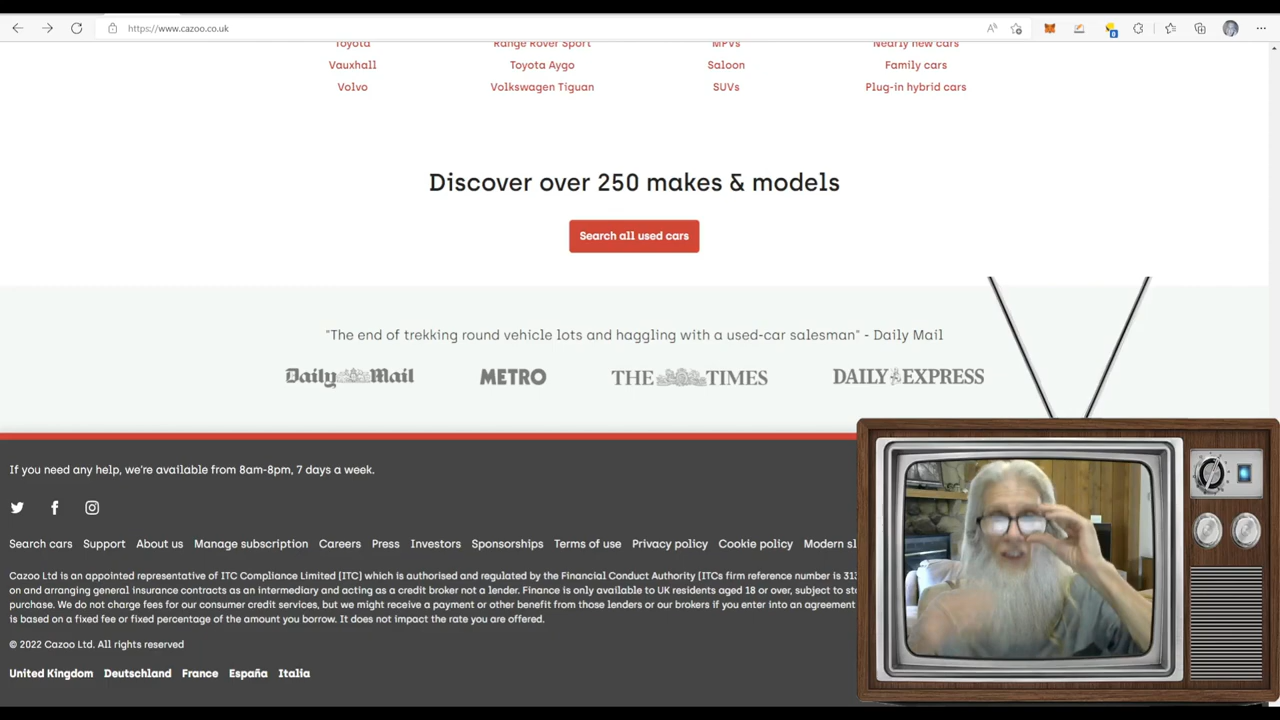 https://www.cazoo.co.uk
Toyota Range Rover Sport MPVs Nearly new cars
Vauxhall Toyota Aygo Saloon Family cars
Volvo Volkswagen Tiguan SUVs Plug-in hybrid cars
Discover over 250 makes & models
Search all used cars
"The end of trekking round vehicle lots and haggling with a used-car salesman" - Daily Mail
Daily Mail METRO THE TIMES DAILY EXPRESS
If you need any help, we're available from 8am-8pm, 7 days a week.
Search cars Support About us Manage subscription Careers Press Investors Sponsorships Terms of use Privacy policy Cookie policy Modern sl
Cazoo Ltd is an appointed representative of ITC Compliance Limited [ITC] which is authorised and regulated by the Financial Conduct Authority [ITCs firm reference number is 313
on and arranging general insurance contracts as an intermediary and acting as a credit broker not a lender. Finance is only available to UK residents aged 18 or over, subject to sta
purchase. We do not charge fees for our consumer credit services, but we might receive a payment or other benefit from those lenders or our brokers if you enter into an agreement
is based on a fixed fee or fixed percentage of the amount you borrow. It does not impact the rate you are offered.
© 2022 Cazoo Ltd. All rights reserved
United Kingdom Deutschland France España Italia